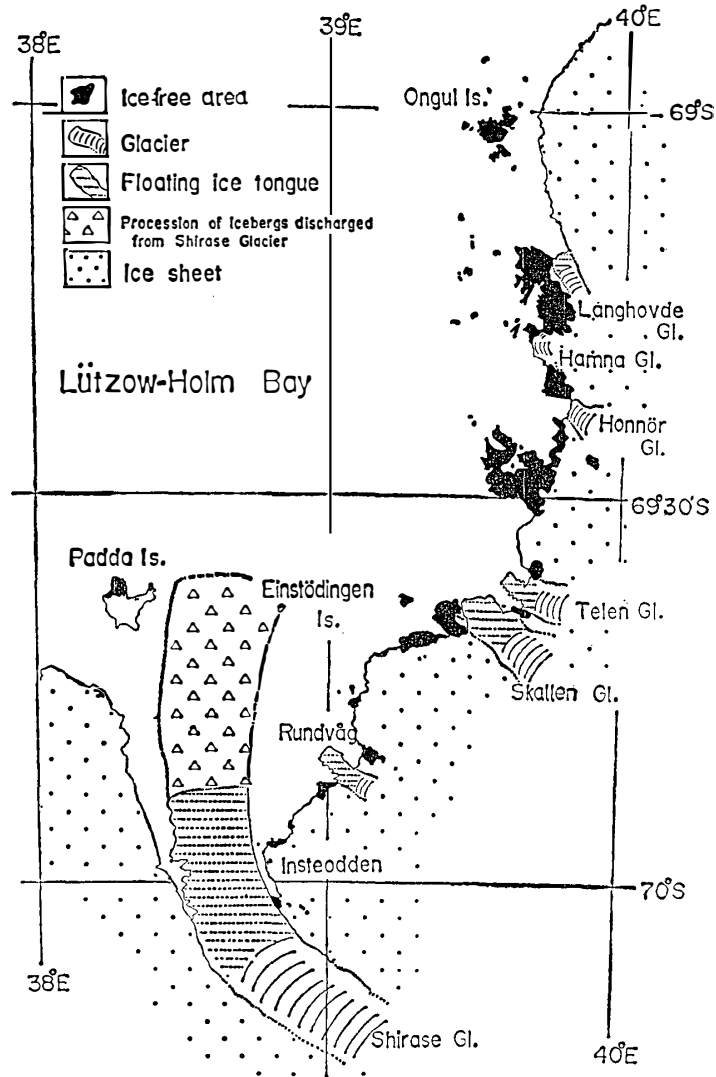 38°E
39°E
40°E
Ice-free area
Glacier
Floating ice tongue
Procession of icebergs discharged
from Shirase Glacier
Ice sheet
Ongul Is.
69°S
Langhovde
Gl.
Hamna Gl.
Lützow-Holm Bay
Honnör
Gl.
69°30'S
Padda Is.
Einstödingen
Is.
Telen Gl.
Skallen Gl.
Rundvåg
Insteodden
70°S
38°E
Shirase Gl.
40°E